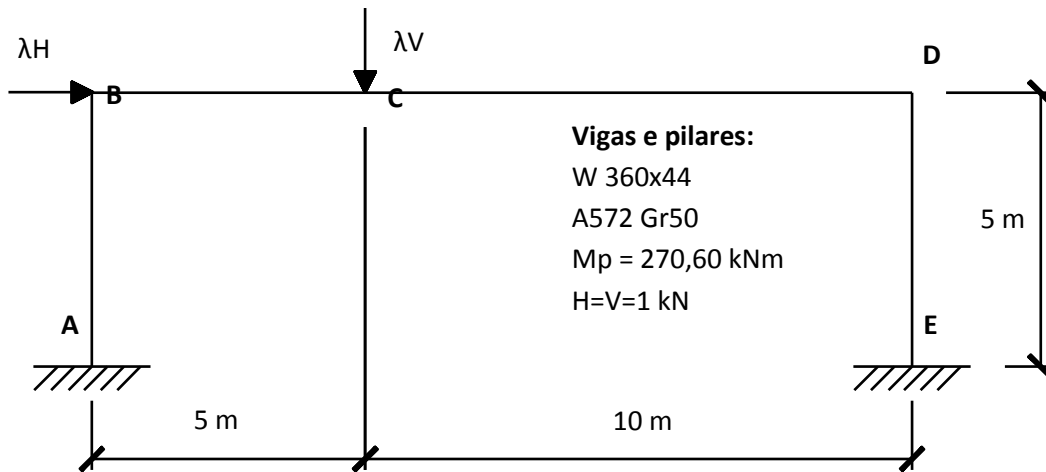 λH
λV
B
C
D
Vigas e pilares:
W 360x44
A572 Gr50
Mp = 270,60 kNm
H=V=1 kN
5 m
A
E
5 m
10 m